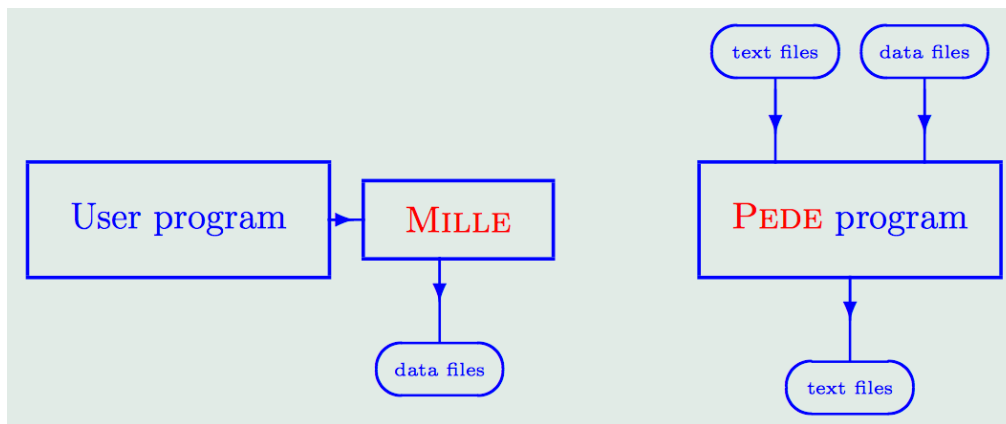 text files
data files
User program
MILLE
PEDE program
data files
text files